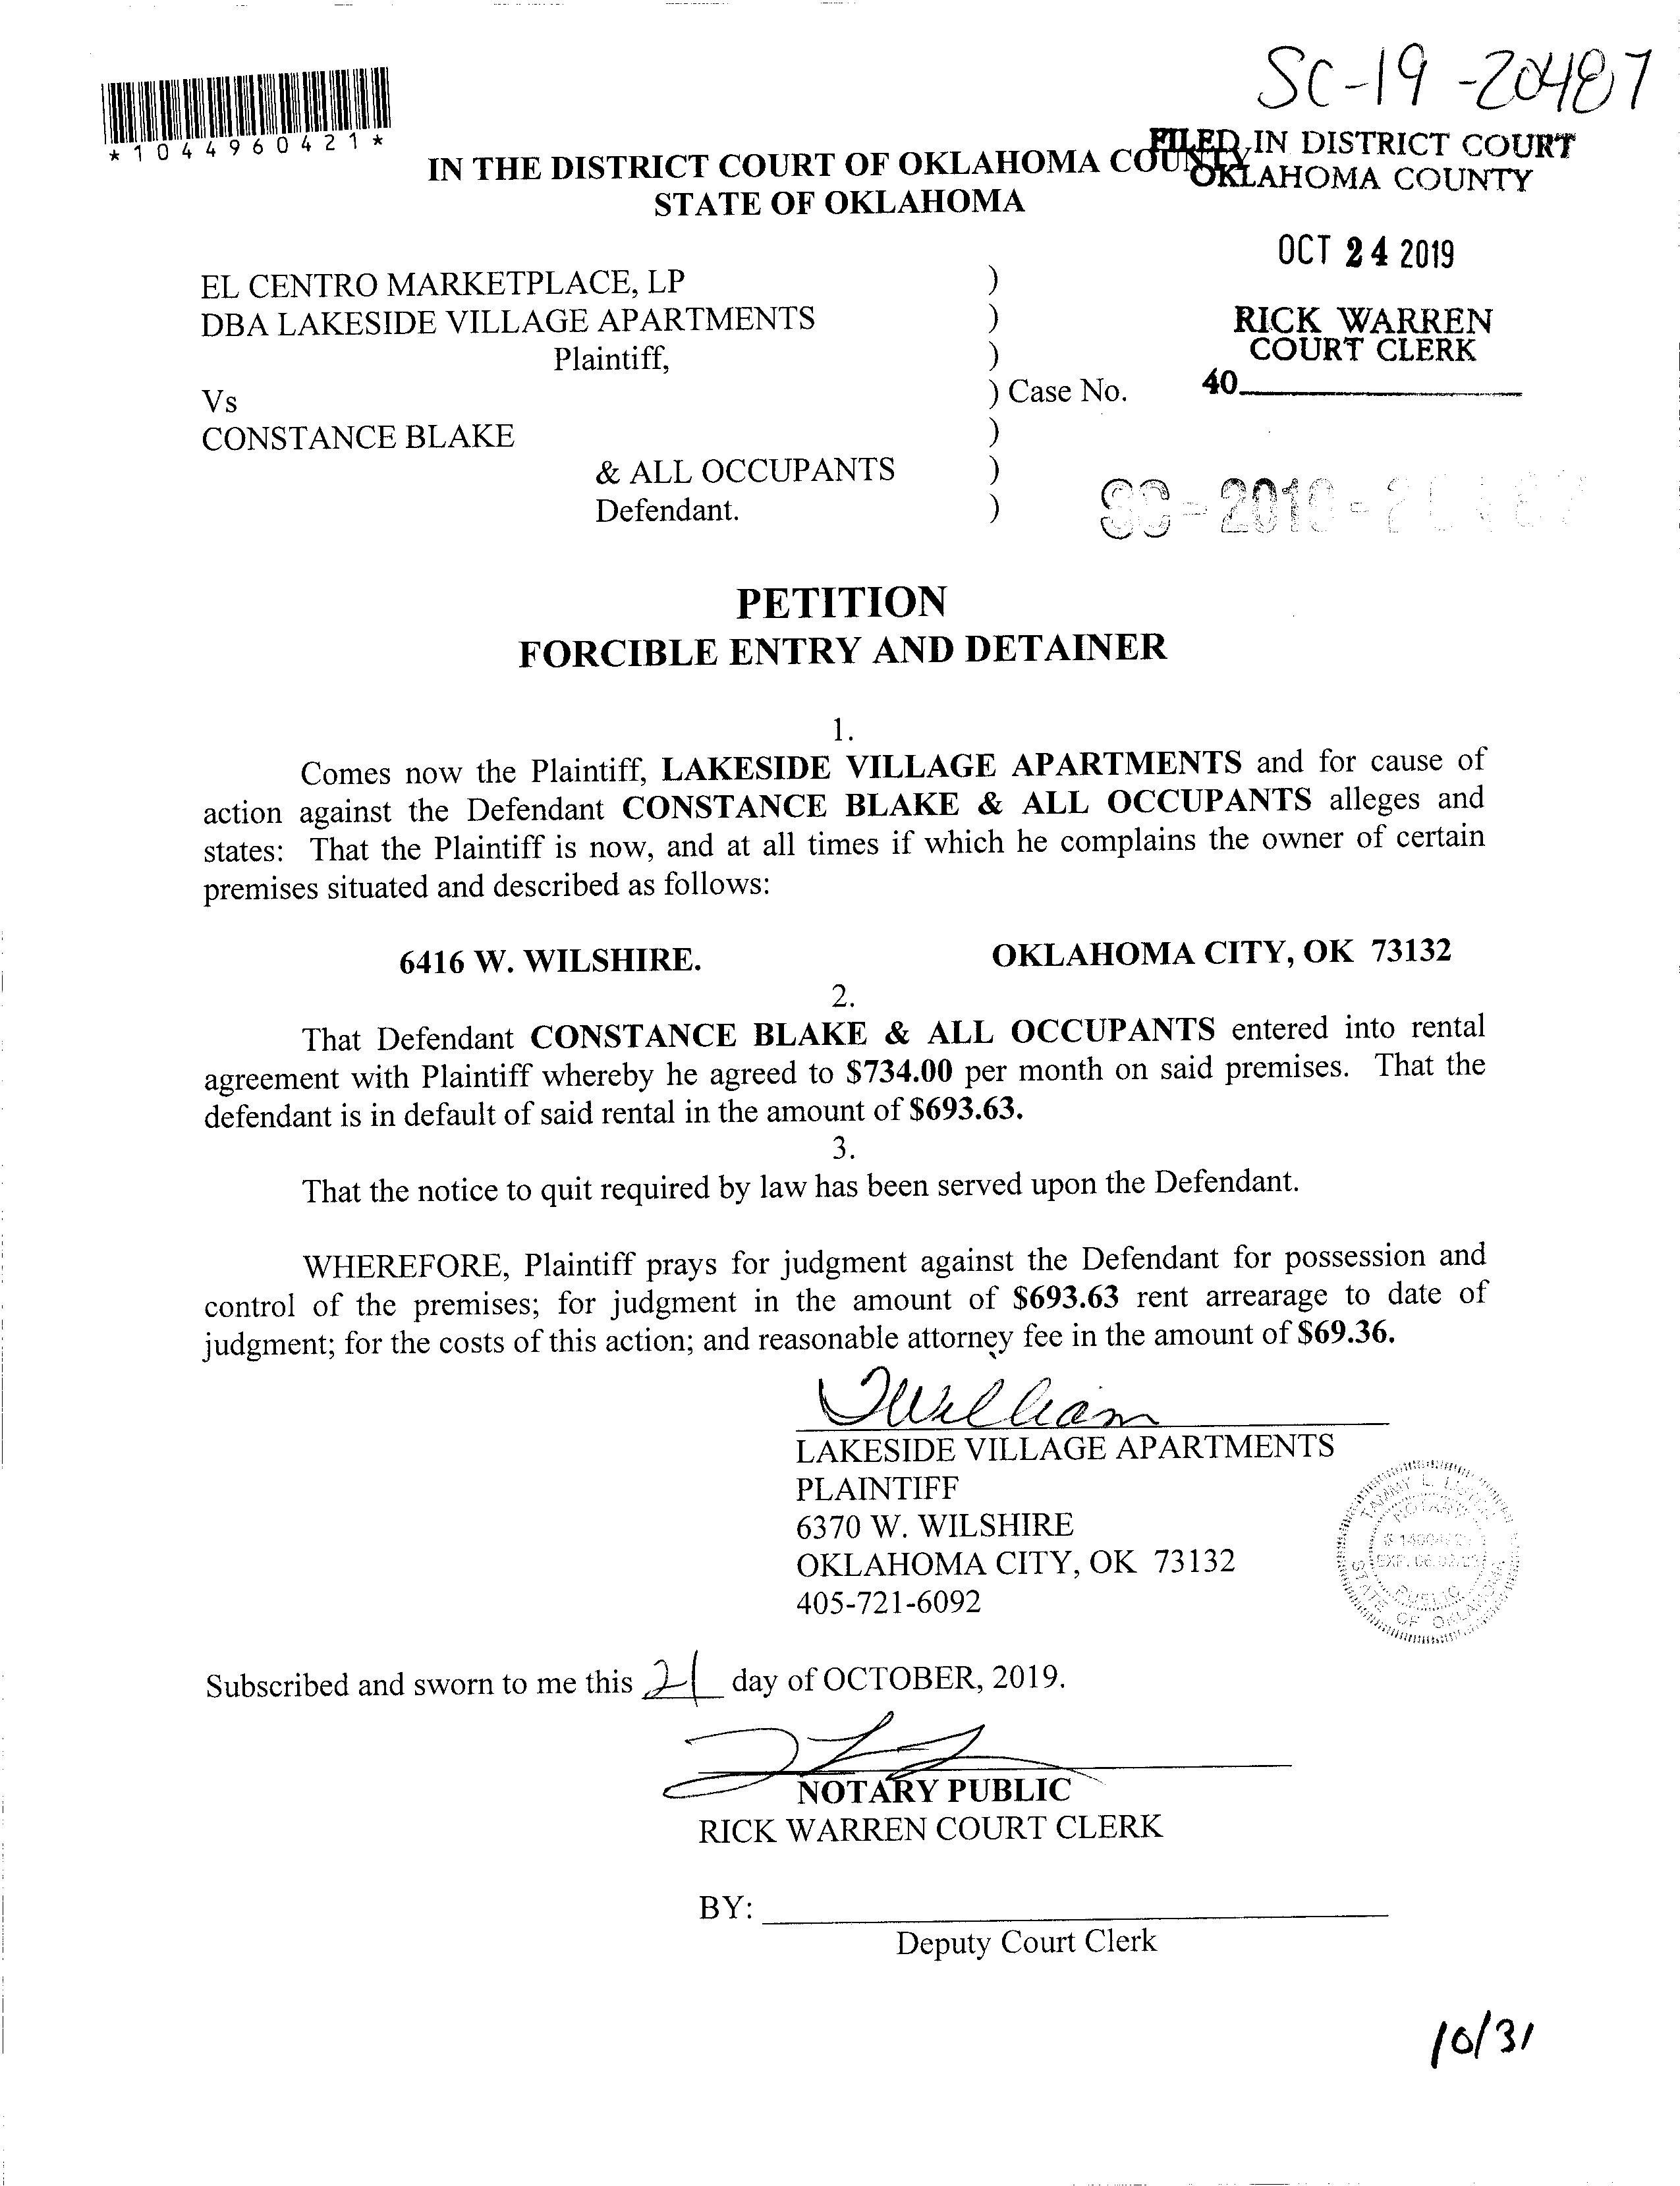 SC-19-20487
*1044960421*
FILED IN DISTRICT COURT
OKLAHOMA COUNTY
IN THE DISTRICT COURT OF OKLAHOMA COUNTY
STATE OF OKLAHOMA
OCT 24 2019
EL CENTRO MARKETPLACE, LP )
DBA LAKESIDE VILLAGE APARTMENTS )
RICK WARREN
COURT CLERK
Plaintiff, )
40
Vs ) Case No.
CONSTANCE BLAKE )
& ALL OCCUPANTS )
Defendant. )
SC-2019-20487
PETITION
FORCIBLE ENTRY AND DETAINER
1.
Comes now the Plaintiff, LAKESIDE VILLAGE APARTMENTS and for cause of
action against the Defendant CONSTANCE BLAKE & ALL OCCUPANTS alleges and
states: That the Plaintiff is now, and at all times if which he complains the owner of certain
premises situated and described as follows:
6416 W. WILSHIRE. OKLAHOMA CITY, OK 73132
2.
That Defendant CONSTANCE BLAKE & ALL OCCUPANTS entered into rental
agreement with Plaintiff whereby he agreed to $734.00 per month on said premises. That the
defendant is in default of said rental in the amount of $693.63.
3.
That the notice to quit required by law has been served upon the Defendant.
WHEREFORE, Plaintiff prays for judgment against the Defendant for possession and
control of the premises; for judgment in the amount of $693.63 rent arrearage to date of
judgment; for the costs of this action; and reasonable attorney fee in the amount of $69.36.
LAKESIDE VILLAGE APARTMENTS
PLAINTIFF
6370 W. WILSHIRE
OKLAHOMA CITY, OK 73132
405-721-6092
TAMMY L.
NOTARY
PUBLIC
STATE OF OKLAHOMA
Subscribed and sworn to me this 21 day of OCTOBER, 2019.
NOTARY PUBLIC
RICK WARREN COURT CLERK
BY:
Deputy Court Clerk
10/31